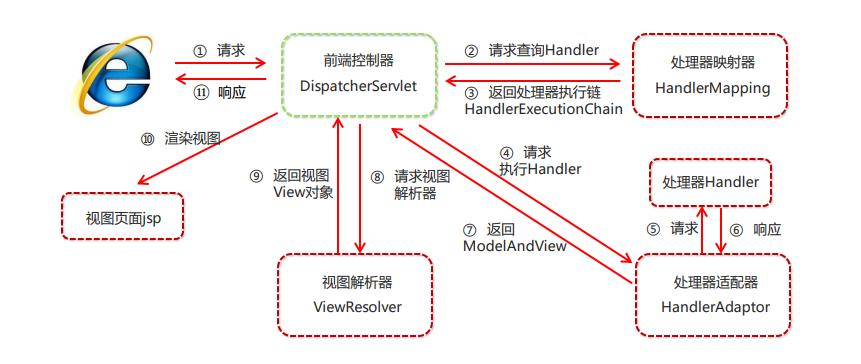 ① 请求
⑪ 响应
前端控制器
DispatcherServlet
② 请求查询Handler
③ 返回处理器执行链
HandlerExecutionChain
处理器映射器
HandlerMapping
⑩ 渲染视图
视图页面jsp
⑨ 返回视图
View对象
⑧ 请求视图
解析器
④ 请求
执行Handler
⑦ 返回
ModelAndView
处理器Handler
⑤ 请求
⑥ 响应
视图解析器
ViewResolver
处理器适配器
HandlerAdaptor